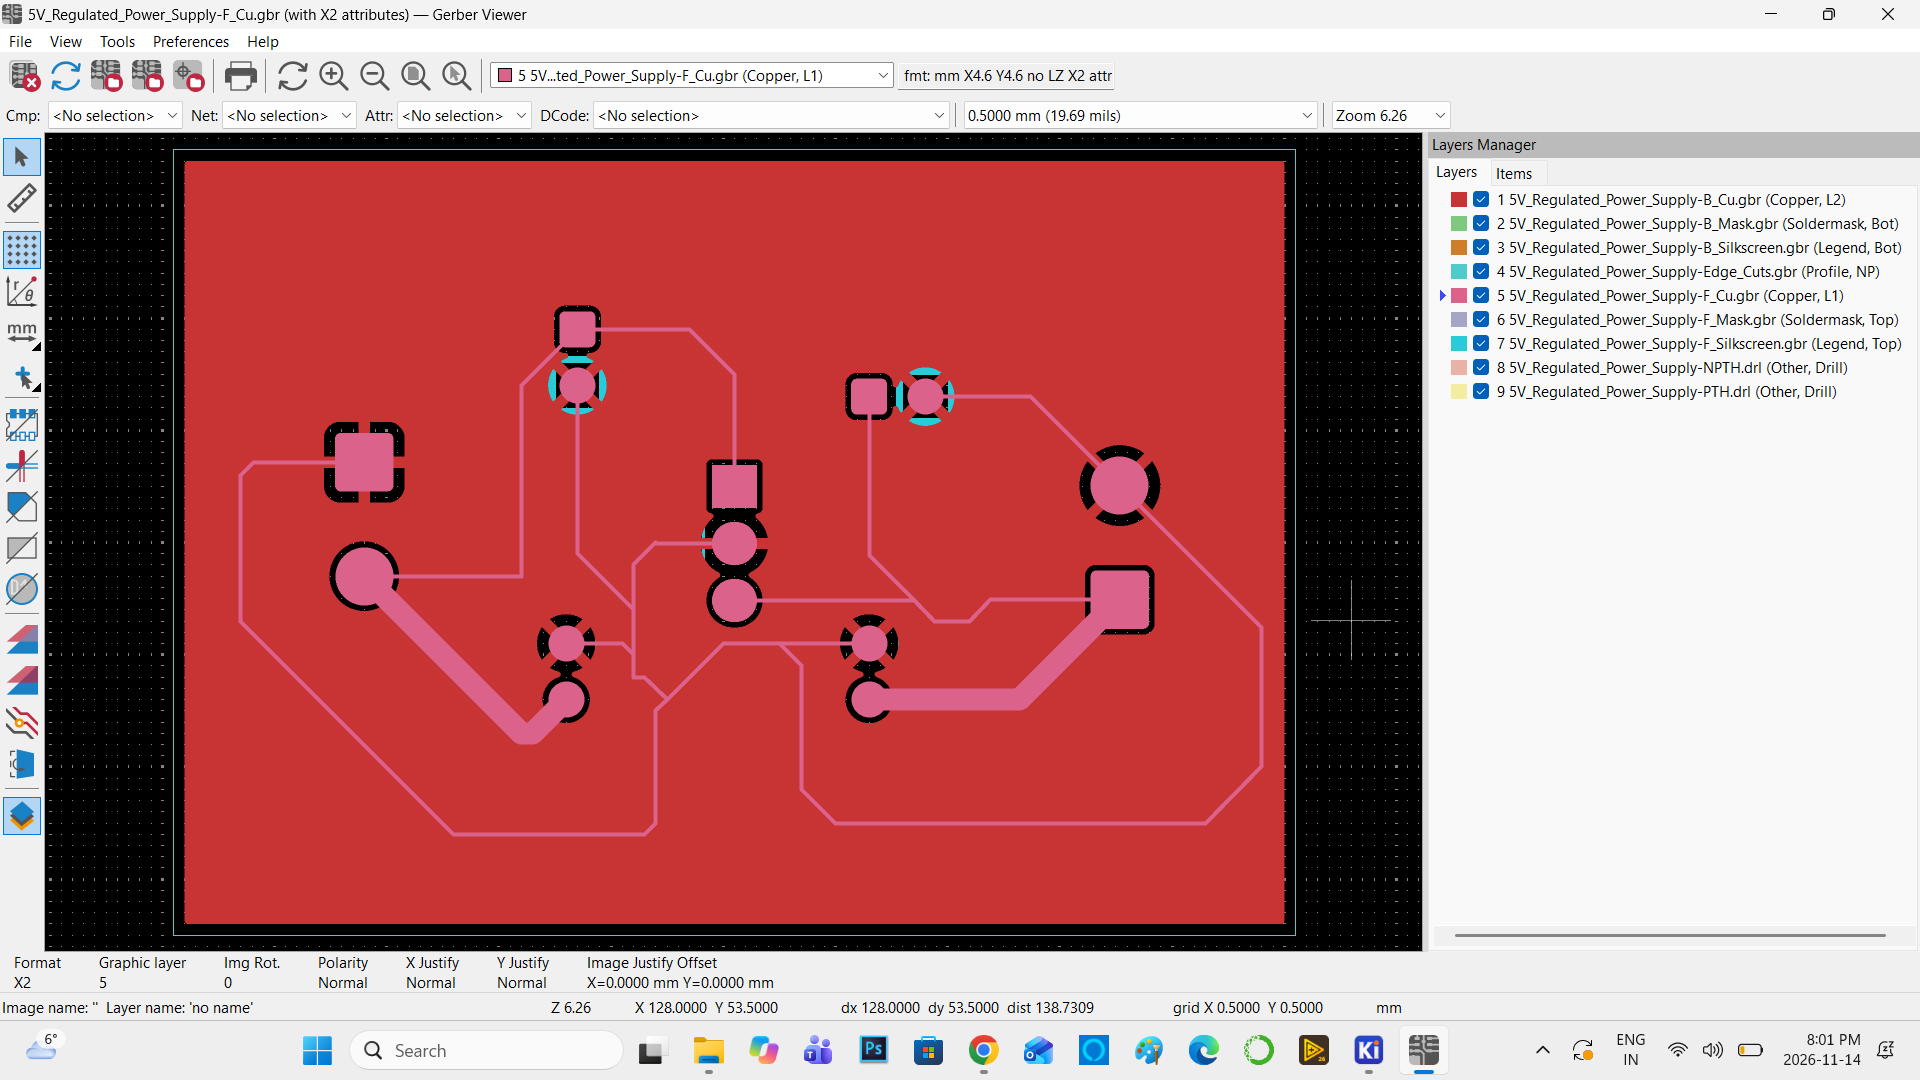 5V_Regulated_Power_Supply-F_Cu.gbr (with X2 attributes) — Gerber Viewer
File View Tools Preferences Help
5 5V...ted_Power_Supply-F_Cu.gbr (Copper, L1) fmt: mm X4.6 Y4.6 no LZ X2 attr
Cmp: <No selection> Net: <No selection> Attr: <No selection> DCode: <No selection> 0.5000 mm (19.69 mils) Zoom 6.26
mm
Layers Manager
Layers Items
1 5V_Regulated_Power_Supply-B_Cu.gbr (Copper, L2)
2 5V_Regulated_Power_Supply-B_Mask.gbr (Soldermask, Bot)
3 5V_Regulated_Power_Supply-B_Silkscreen.gbr (Legend, Bot)
4 5V_Regulated_Power_Supply-Edge_Cuts.gbr (Profile, NP)
5 5V_Regulated_Power_Supply-F_Cu.gbr (Copper, L1)
6 5V_Regulated_Power_Supply-F_Mask.gbr (Soldermask, Top)
7 5V_Regulated_Power_Supply-F_Silkscreen.gbr (Legend, Top)
8 5V_Regulated_Power_Supply-NPTH.drl (Other, Drill)
9 5V_Regulated_Power_Supply-PTH.drl (Other, Drill)
Format Graphic layer Img Rot. Polarity X Justify Y Justify Image Justify Offset
X2 5 0 Normal Normal Normal X=0.0000 mm Y=0.0000 mm
Image name: '' Layer name: 'no name' Z 6.26 X 128.0000 Y 53.5000 dx 128.0000 dy 53.5000 dist 138.7309 grid X 0.5000 Y 0.5000 mm
6°
Search
Ps
Ki
ENG
IN
8:01 PM
2026-11-14